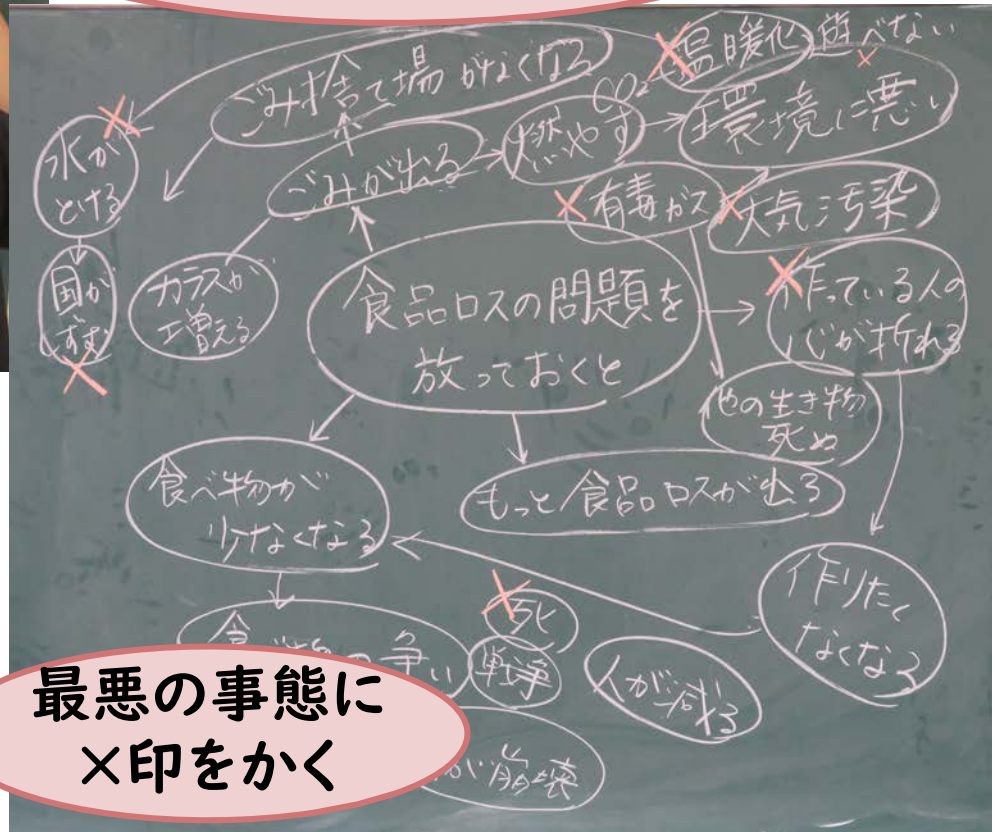 温暖化
遊べない
ごみ捨て場がなくなる
CO₂
環境に悪い
氷が
とける
ごみが出る
燃やす
有毒ガス
大気汚染
国が
しずむ
カラスが
増える
食品ロスの問題を
放っておくと
作っている人の
心が折れる
他の生き物
死ぬ
食べ物が
少なくなる
もっと食品ロスが出る
作りたく
なくなる
死
争い
戦争
人が減る
崩壊
最悪の事態に
×印をかく